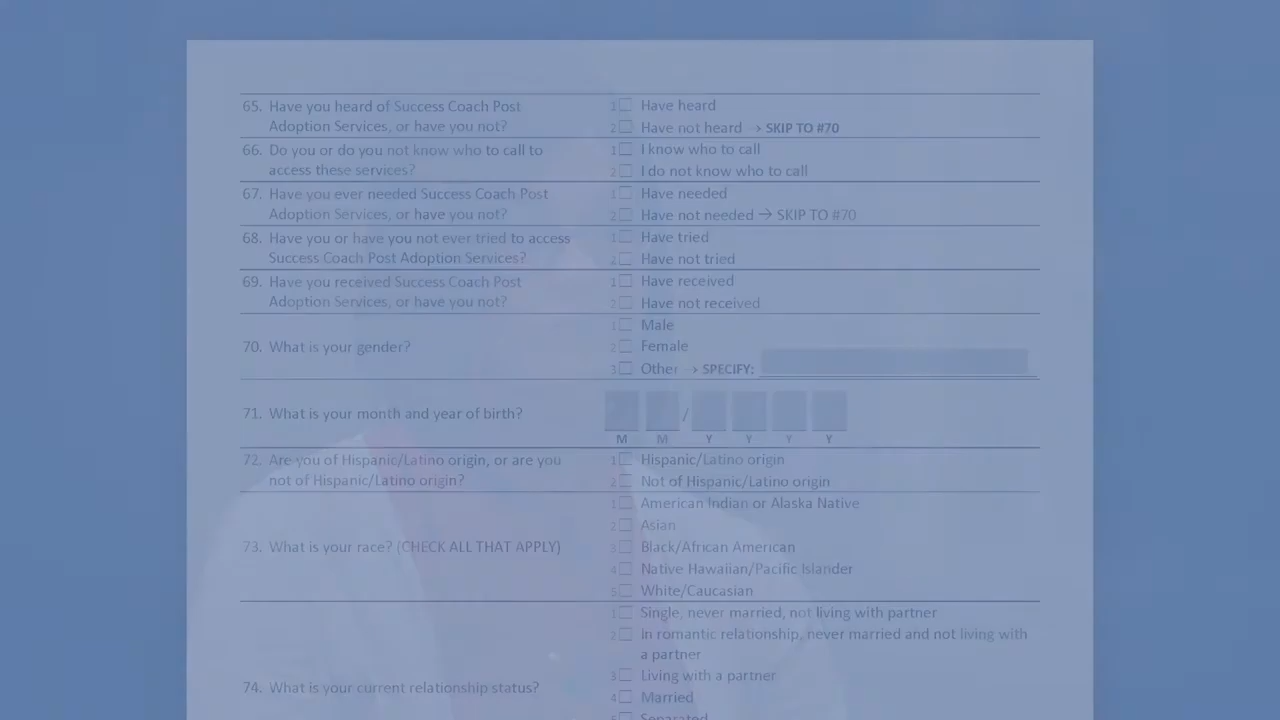 65. Have you heard of Success Coach Post
Adoption Services, or have you not?
1 Have heard
2 Have not heard → SKIP TO #70
66. Do you or do you not know who to call to
access these services?
1 I know who to call
2 I do not know who to call
67. Have you ever needed Success Coach Post
Adoption Services, or have you not?
1 Have needed
2 Have not needed → SKIP TO #70
68. Have you or have you not ever tried to access
Success Coach Post Adoption Services?
1 Have tried
2 Have not tried
69. Have you received Success Coach Post
Adoption Services, or have you not?
1 Have received
2 Have not received
70. What is your gender?
1 Male
2 Female
3 Other → SPECIFY:
71. What is your month and year of birth?
/
M M Y Y Y Y
72. Are you of Hispanic/Latino origin, or are you
not of Hispanic/Latino origin?
1 Hispanic/Latino origin
2 Not of Hispanic/Latino origin
73. What is your race? (CHECK ALL THAT APPLY)
1 American Indian or Alaska Native
2 Asian
3 Black/African American
4 Native Hawaiian/Pacific Islander
5 White/Caucasian
74. What is your current relationship status?
1 Single, never married, not living with partner
2 In romantic relationship, never married and not living with
a partner
3 Living with a partner
4 Married
5 Separated